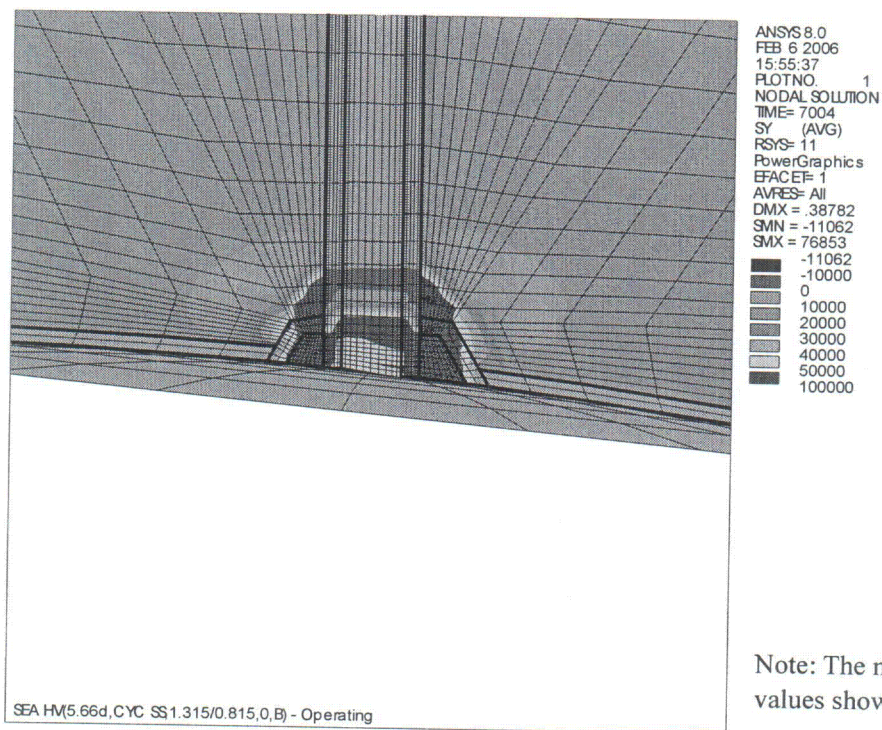 ANSYS 8.0
FEB 6 2006
15:55:37
PLOT NO. 1
NODAL SOLUTION
TIME= 7004
SY (AVG)
RSYS= 11
PowerGraphics
EFACET= 1
AVRES= All
DMX = .38782
SMN = -11062
SMX = 76853
-11062
-10000
0
10000
20000
30000
40000
50000
100000
Note: The
values
SEA HV(5.66d,CYC SS,1.315/0.815,0,B) - Operating